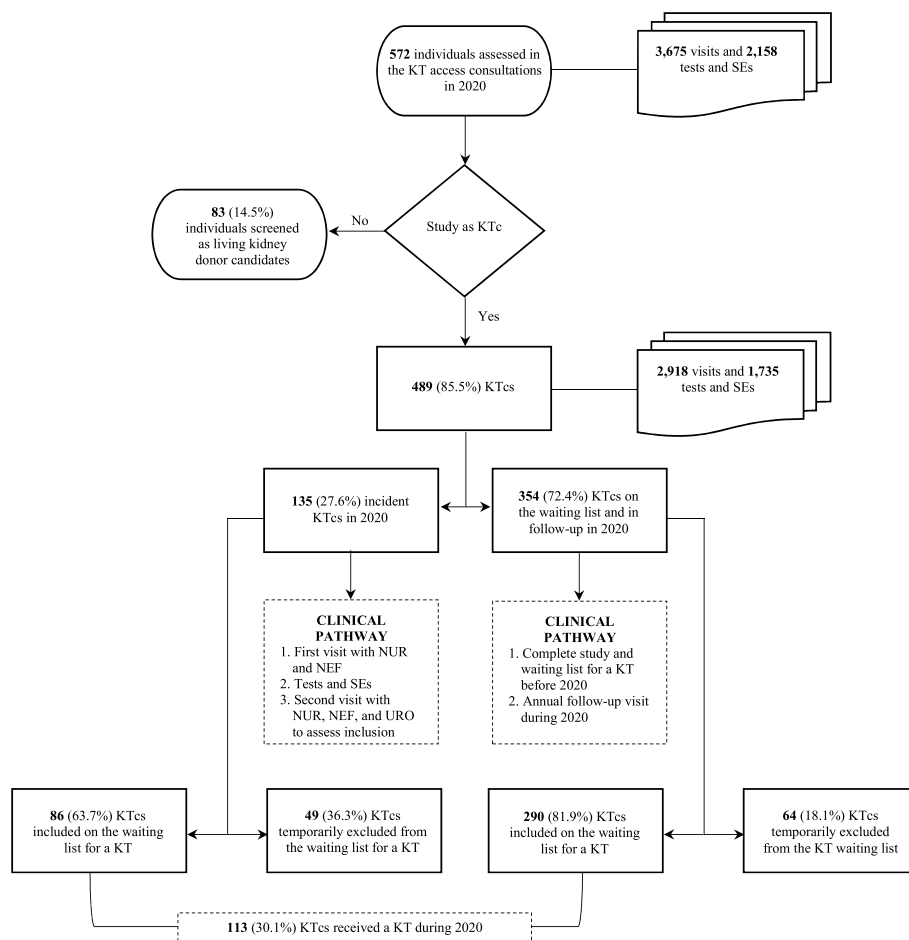 572 individuals assessed in
the KT access consultations
in 2020
3,675 visits and 2,158
tests and SEs
Study as KTc
No
83 (14.5%)
individuals screened
as living kidney
donor candidates
Yes
489 (85.5%) KTcs
2,918 visits and 1,735
tests and SEs
135 (27.6%) incident
KTcs in 2020
354 (72.4%) KTcs on
the waiting list and in
follow-up in 2020
CLINICAL
PATHWAY
1. First visit with NUR
and NEF
2. Tests and SEs
3. Second visit with
NUR, NEF, and URO
to assess inclusion
CLINICAL
PATHWAY
1. Complete study and
waiting list for a KT
before 2020
2. Annual follow-up visit
during 2020
86 (63.7%) KTcs
included on the waiting
list for a KT
49 (36.3%) KTcs
temporarily excluded from
the waiting list for a KT
290 (81.9%) KTcs
included on the waiting
list for a KT
64 (18.1%) KTcs
temporarily excluded
from the KT waiting list
113 (30.1%) KTcs received a KT during 2020